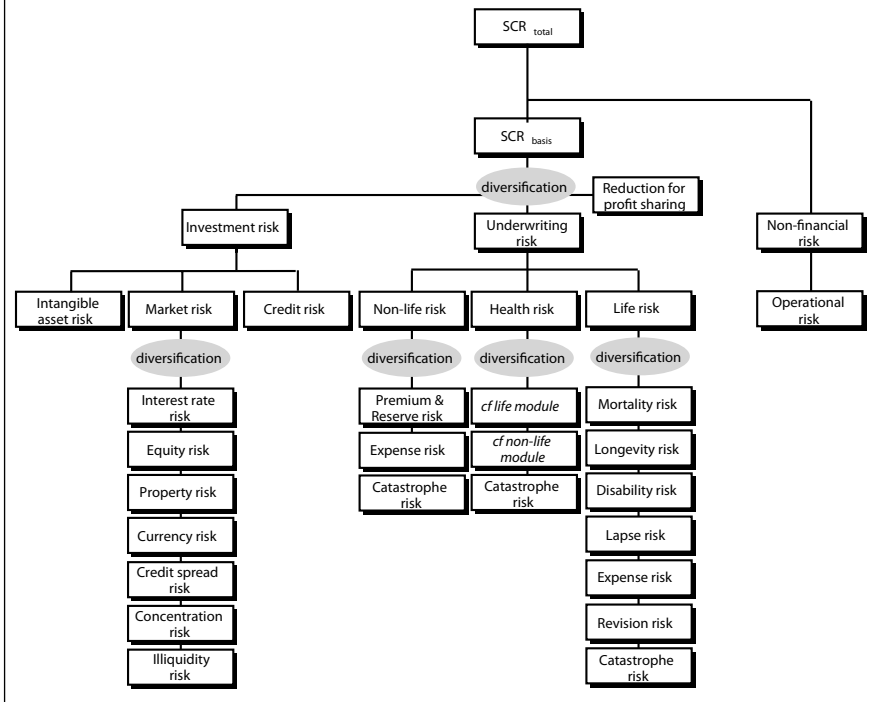 SCR total
SCR basis
diversification
Reduction for
profit sharing
Investment risk
Underwriting
risk
Non-financial
risk
Intangible
asset risk
Market risk
Credit risk
Non-life risk
Health risk
Life risk
Operational
risk
diversification
diversification
diversification
diversification
Interest rate
risk
Equity risk
Property risk
Currency risk
Credit spread
risk
Concentration
risk
Illiquidity
risk
Premium &
Reserve risk
Expense risk
Catastrophe
risk
cf life module
cf non-life
module
Catastrophe
risk
Mortality risk
Longevity risk
Disability risk
Lapse risk
Expense risk
Revision risk
Catastrophe
risk